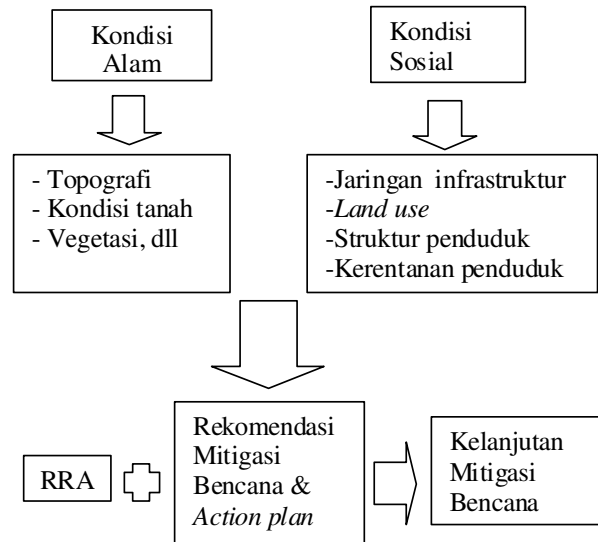 Kondisi
Alam
Kondisi
Sosial
- Topografi
- Kondisi tanah
- Vegetasi, dll
-Jaringan infrastruktur
-Land use
-Struktur penduduk
-Kerentanan penduduk
RRA
Rekomendasi
Mitigasi
Bencana &
Action plan
Kelanjutan
Mitigasi
Bencana